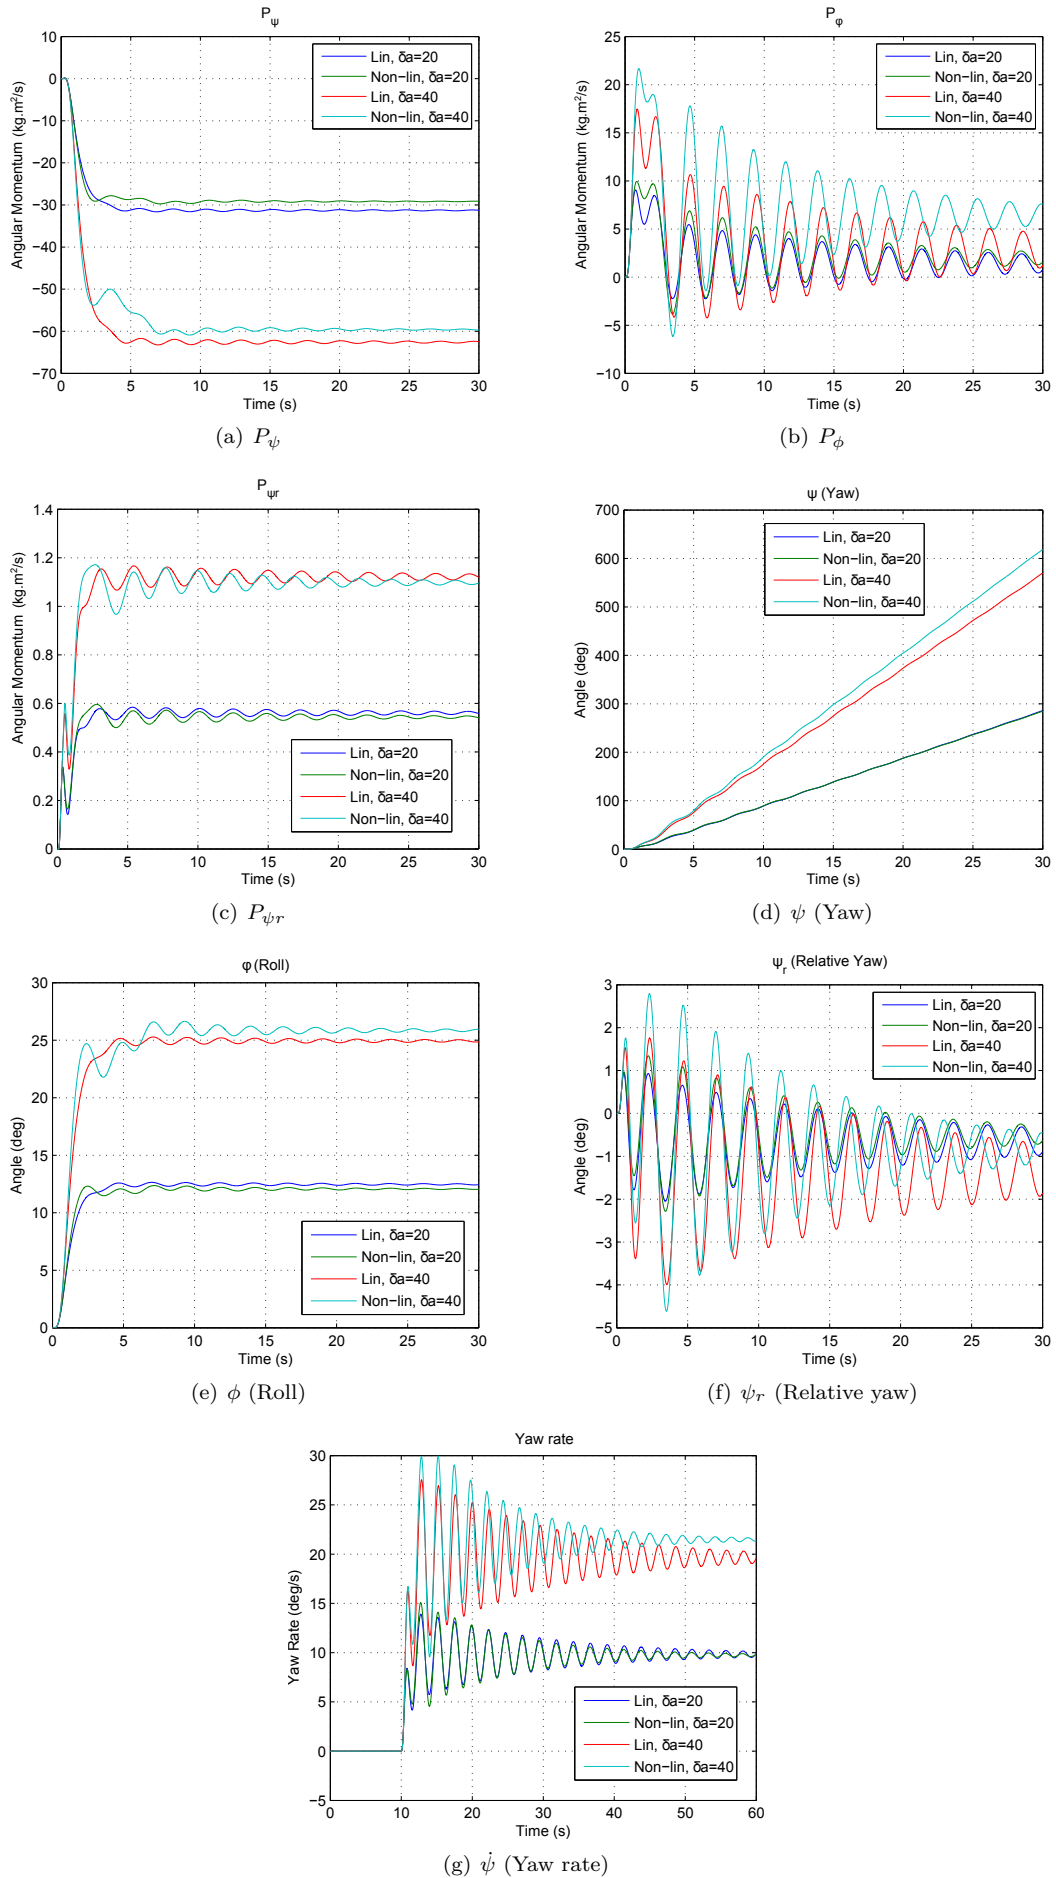 P_ψ
Angular Momentum (kg.m²/s)
10
0
−10
−20
−30
−40
−50
−60
−70
Lin, δa=20
Non−lin, δa=20
Lin, δa=40
Non−lin, δa=40
0 5 10 15 20 25 30
Time (s)
(a) P_ψ
P_φ
Angular Momentum (kg.m²/s)
25
20
15
10
5
0
−5
−10
Lin, δa=20
Non−lin, δa=20
Lin, δa=40
Non−lin, δa=40
0 5 10 15 20 25 30
Time (s)
(b) P_ϕ
P_ψr
Angular Momentum (kg.m²/s)
1.4
1.2
1
0.8
0.6
0.4
0.2
0
Lin, δa=20
Non−lin, δa=20
Lin, δa=40
Non−lin, δa=40
0 5 10 15 20 25 30
Time (s)
(c) P_ψr
ψ (Yaw)
Angle (deg)
700
600
500
400
300
200
100
0
Lin, δa=20
Non−lin, δa=20
Lin, δa=40
Non−lin, δa=40
0 5 10 15 20 25 30
Time (s)
(d) ψ (Yaw)
φ (Roll)
Angle (deg)
30
25
20
15
10
5
0
Lin, δa=20
Non−lin, δa=20
Lin, δa=40
Non−lin, δa=40
0 5 10 15 20 25 30
Time (s)
(e) ϕ (Roll)
ψ_r (Relative Yaw)
Angle (deg)
3
2
1
0
−1
−2
−3
−4
−5
Lin, δa=20
Non−lin, δa=20
Lin, δa=40
Non−lin, δa=40
0 5 10 15 20 25 30
Time (s)
(f) ψ_r (Relative yaw)
Yaw rate
Yaw Rate (deg/s)
30
25
20
15
10
5
0
−5
Lin, δa=20
Non−lin, δa=20
Lin, δa=40
Non−lin, δa=40
0 10 20 30 40 50 60
Time (s)
(g) ψ̇ (Yaw rate)